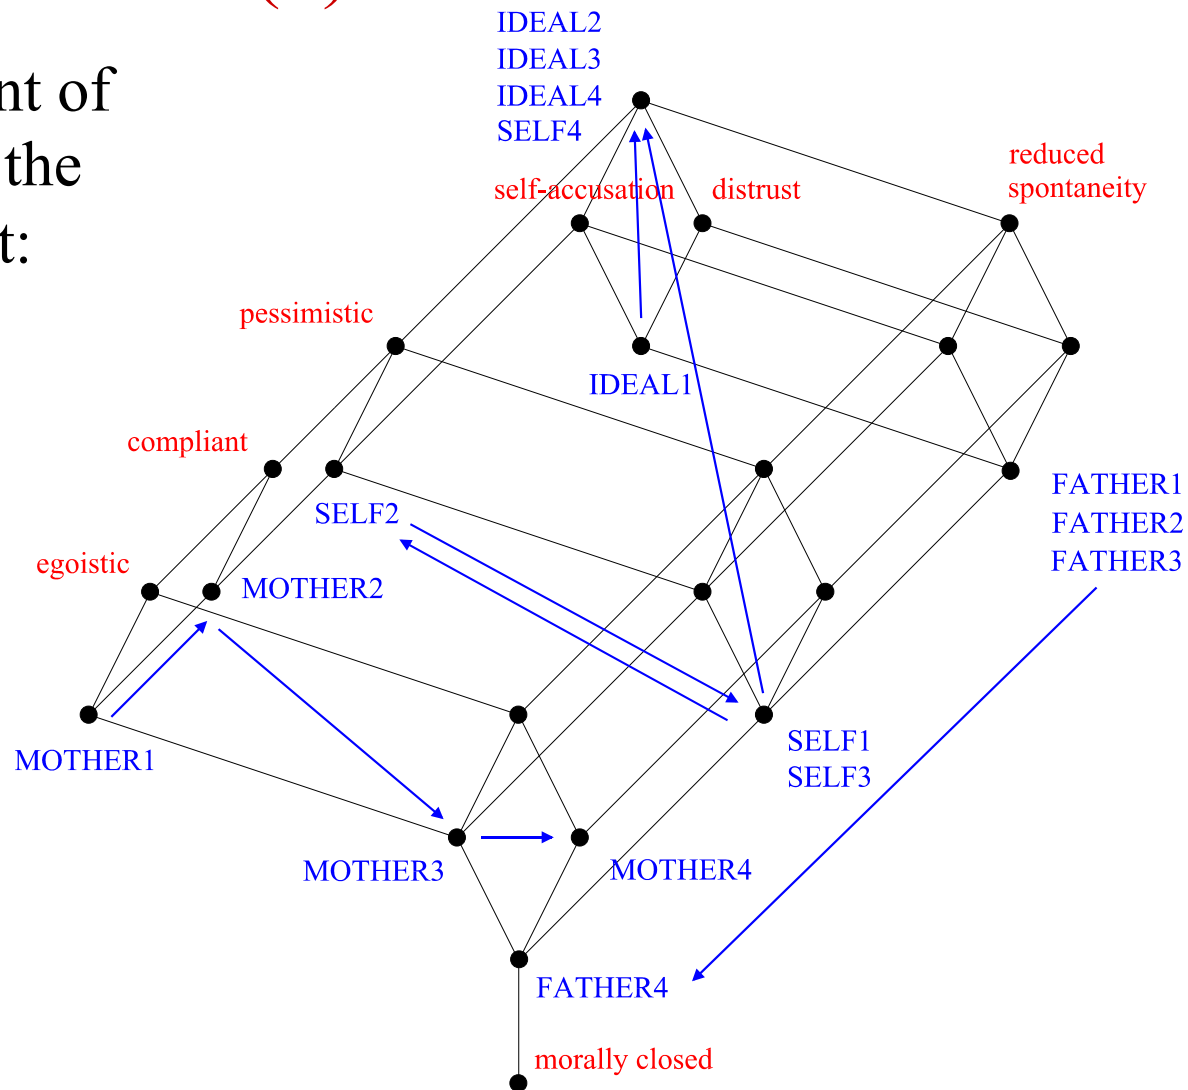 nt of
the
t:
IDEAL2
IDEAL3
IDEAL4
SELF4
reduced
spontaneity
self-accusation
distrust
pessimistic
IDEAL1
compliant
SELF2
FATHER1
FATHER2
FATHER3
egoistic
MOTHER2
MOTHER1
SELF1
SELF3
MOTHER3
MOTHER4
FATHER4
morally closed